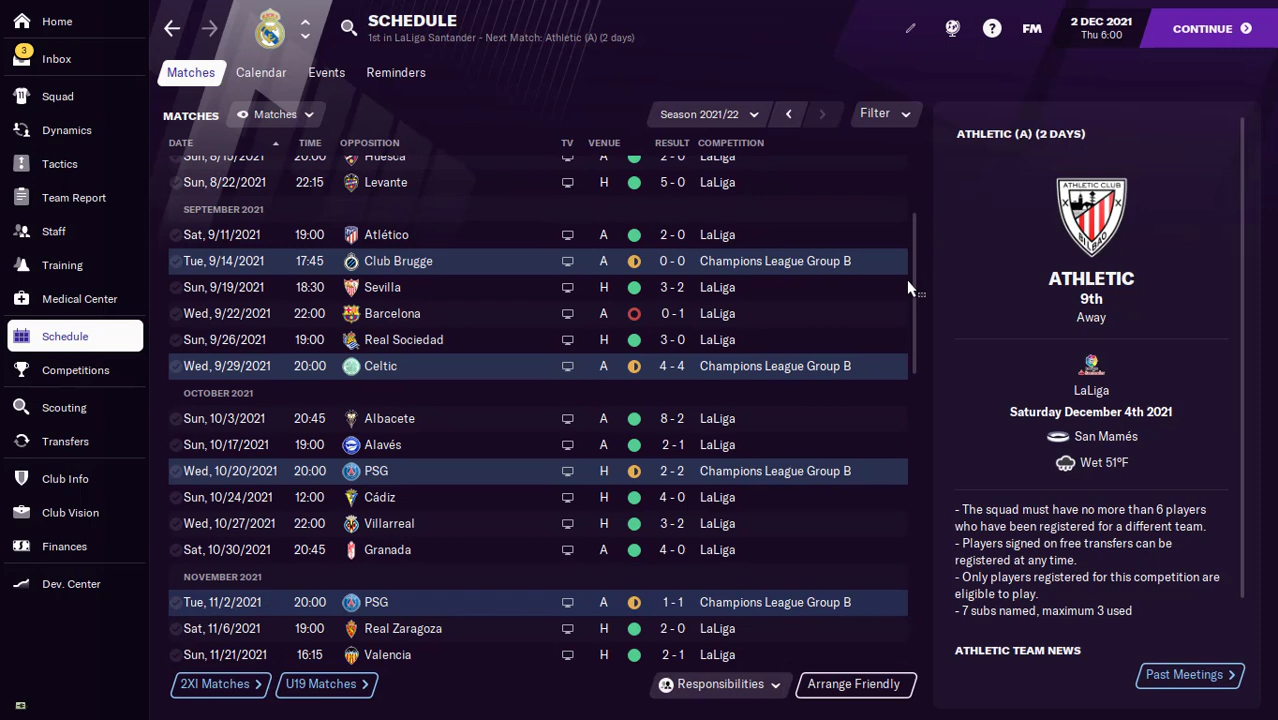 Home
3
Inbox
11
Squad
Dynamics
Tactics
Team Report
Staff
Training
Medical Center
Schedule
Competitions
Scouting
Transfers
Club Info
Club Vision
Finances
Dev. Center
SCHEDULE
1st in LaLiga Santander - Next Match: Athletic (A) (2 days)
? FM
2 DEC 2021
Thu 6:00
CONTINUE
Matches Calendar Events Reminders
MATCHES Matches Season 2021/22 Filter
DATE TIME OPPOSITION TV VENUE RESULT COMPETITION
Sun, 8/15/2021 20:00 Huesca A 2 - 0 LaLiga
Sun, 8/22/2021 22:15 Levante H 5 - 0 LaLiga
SEPTEMBER 2021
Sat, 9/11/2021 19:00 Atlético A 2 - 0 LaLiga
Tue, 9/14/2021 17:45 Club Brugge A 0 - 0 Champions League Group B
Sun, 9/19/2021 18:30 Sevilla H 3 - 2 LaLiga
Wed, 9/22/2021 22:00 Barcelona A 0 - 1 LaLiga
Sun, 9/26/2021 19:00 Real Sociedad H 3 - 0 LaLiga
Wed, 9/29/2021 20:00 Celtic A 4 - 4 Champions League Group B
OCTOBER 2021
Sun, 10/3/2021 20:45 Albacete A 8 - 2 LaLiga
Sun, 10/17/2021 19:00 Alavés A 2 - 1 LaLiga
Wed, 10/20/2021 20:00 PSG H 2 - 2 Champions League Group B
Sun, 10/24/2021 12:00 Cádiz H 4 - 0 LaLiga
Wed, 10/27/2021 22:00 Villarreal H 3 - 2 LaLiga
Sat, 10/30/2021 20:45 Granada A 4 - 0 LaLiga
NOVEMBER 2021
Tue, 11/2/2021 20:00 PSG A 1 - 1 Champions League Group B
Sat, 11/6/2021 19:00 Real Zaragoza H 2 - 0 LaLiga
Sun, 11/21/2021 16:15 Valencia H 2 - 1 LaLiga
2XI Matches U19 Matches Responsibilities Arrange Friendly
ATHLETIC (A) (2 DAYS)
ATHLETIC CLUB
BILBAO
ATHLETIC
9th
Away
LaLiga
Saturday December 4th 2021
San Mamés
Wet 51°F
- The squad must have no more than 6 players
who have been registered for a different team.
- Players signed on free transfers can be
registered at any time.
- Only players registered for this competition are
eligible to play.
- 7 subs named, maximum 3 used
ATHLETIC TEAM NEWS
Past Meetings